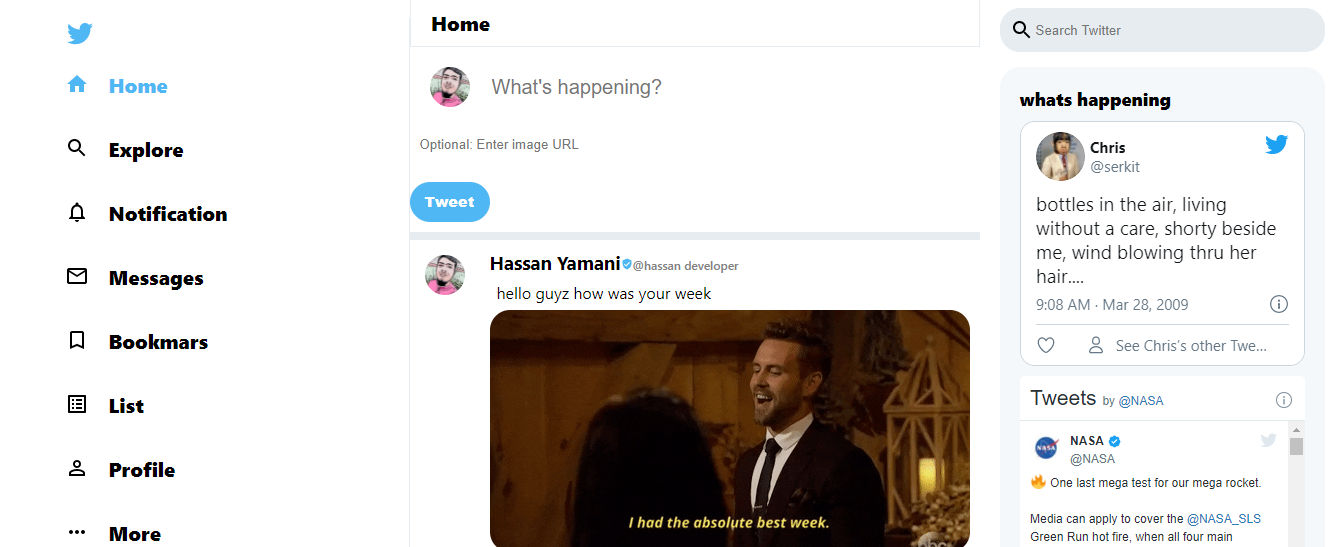 Home
Explore
Notification
Messages
Bookmars
List
Profile
More
Home
What's happening?
Optional: Enter image URL
Tweet
Hassan Yamani @hassan developer
hello guyz how was your week
I had the absolute best week.
abc
Search Twitter
whats happening
Chris
@serkit
bottles in the air, living
without a care, shorty beside
me, wind blowing thru her
hair....
9:08 AM · Mar 28, 2009
See Chris's other Twe...
Tweets by @NASA
NASA
NASA
@NASA
🔥 One last mega test for our mega rocket.
Media can apply to cover the @NASA_SLS
Green Run hot fire, when all four main